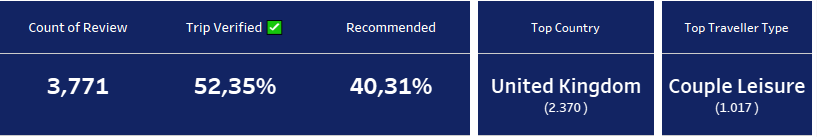 Count of Review
3,771
Trip Verified ✅
52,35%
Recommended
40,31%
Top Country
United Kingdom
(2.370 )
Top Traveller Type
Couple Leisure
(1.017 )